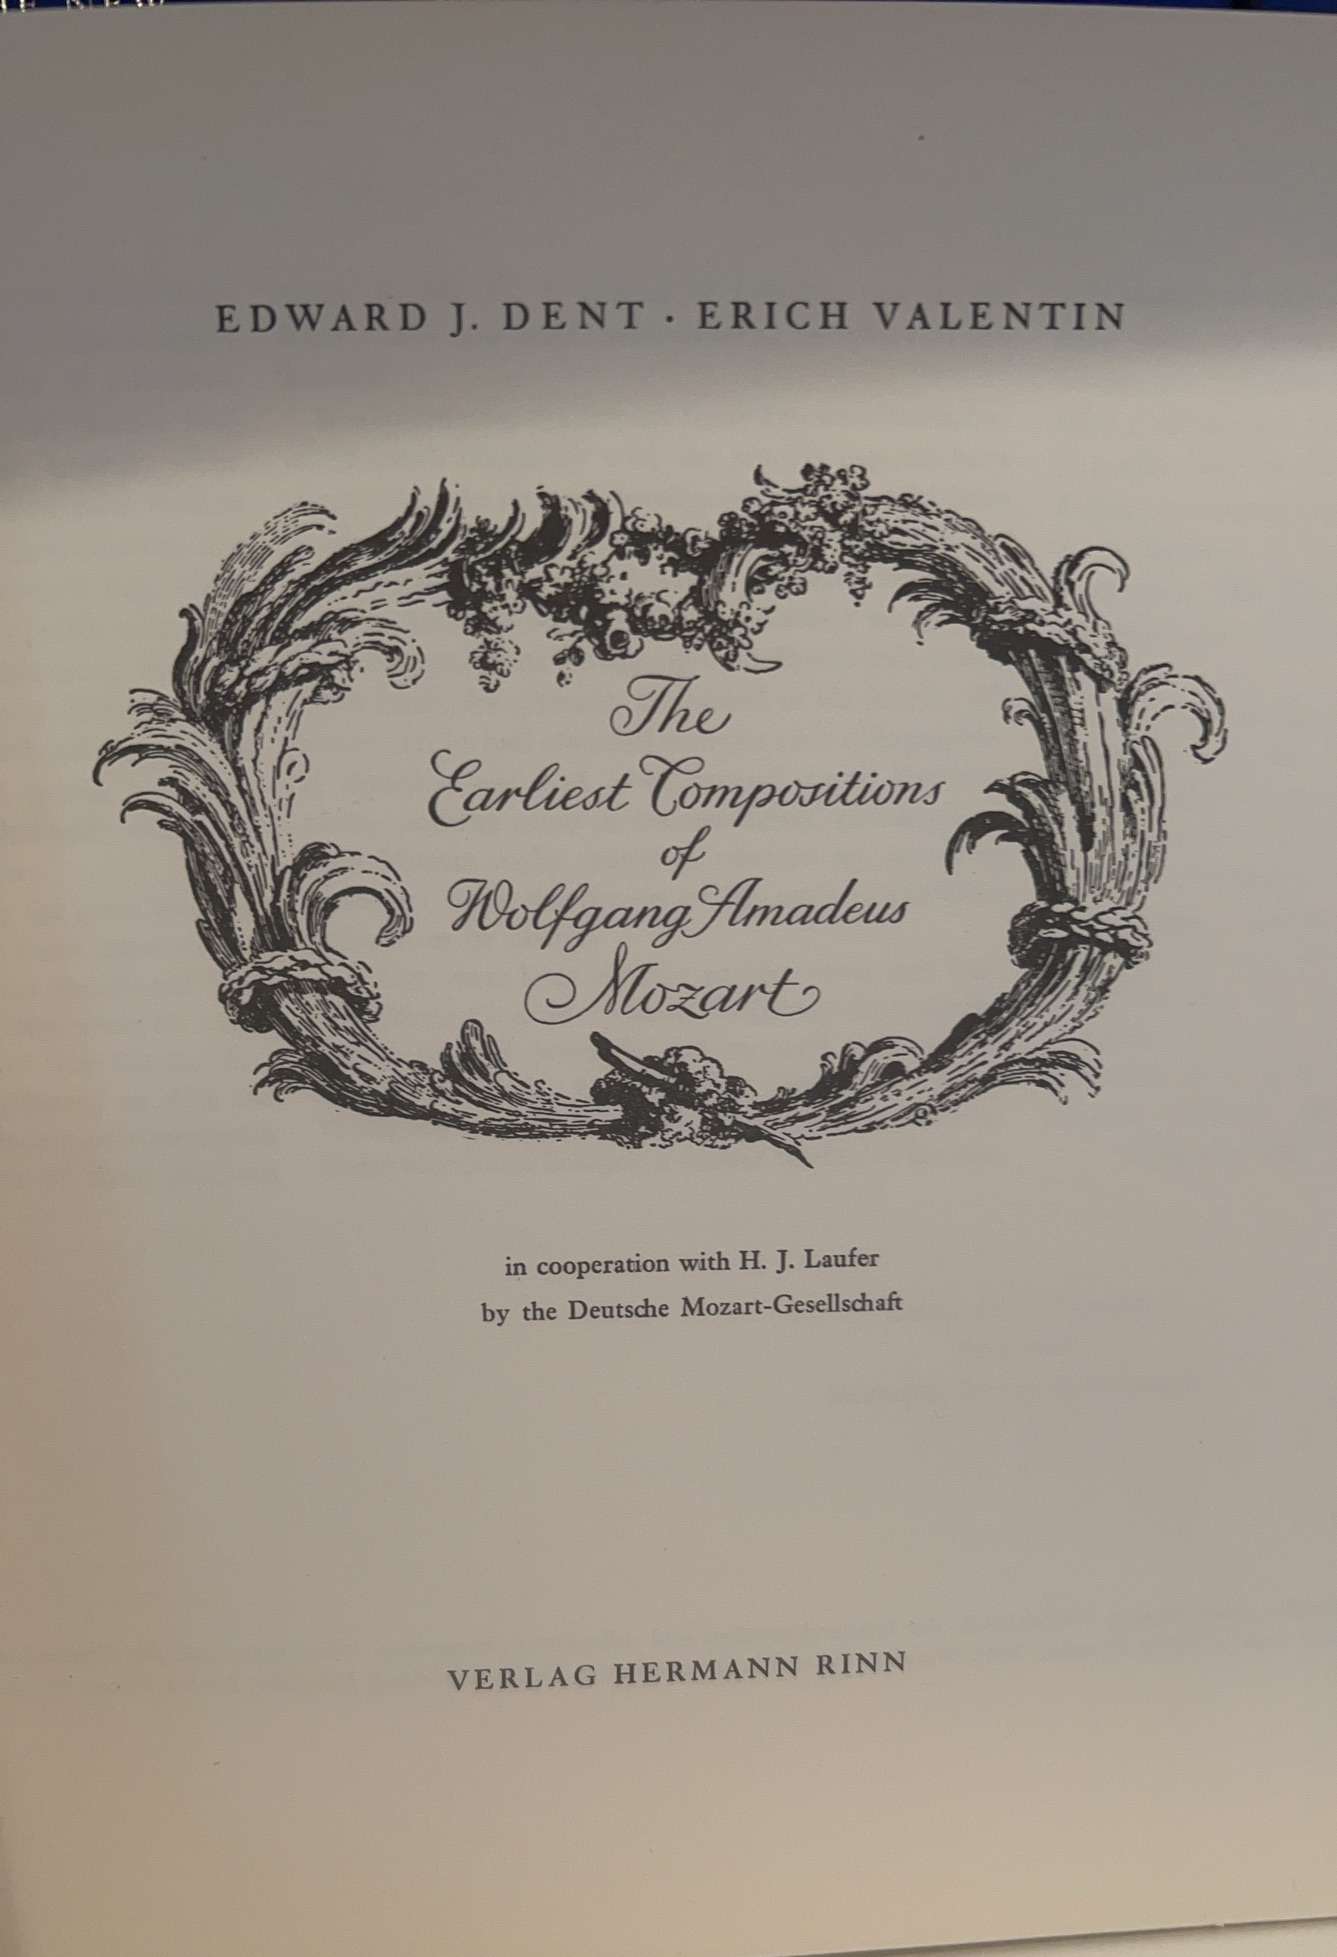 EDWARD J. DENT · ERICH VALENTIN
The
Earliest Compositions
of
Wolfgang Amadeus
Mozart
in cooperation with H. J. Laufer
by the Deutsche Mozart-Gesellschaft
VERLAG HERMANN RINN